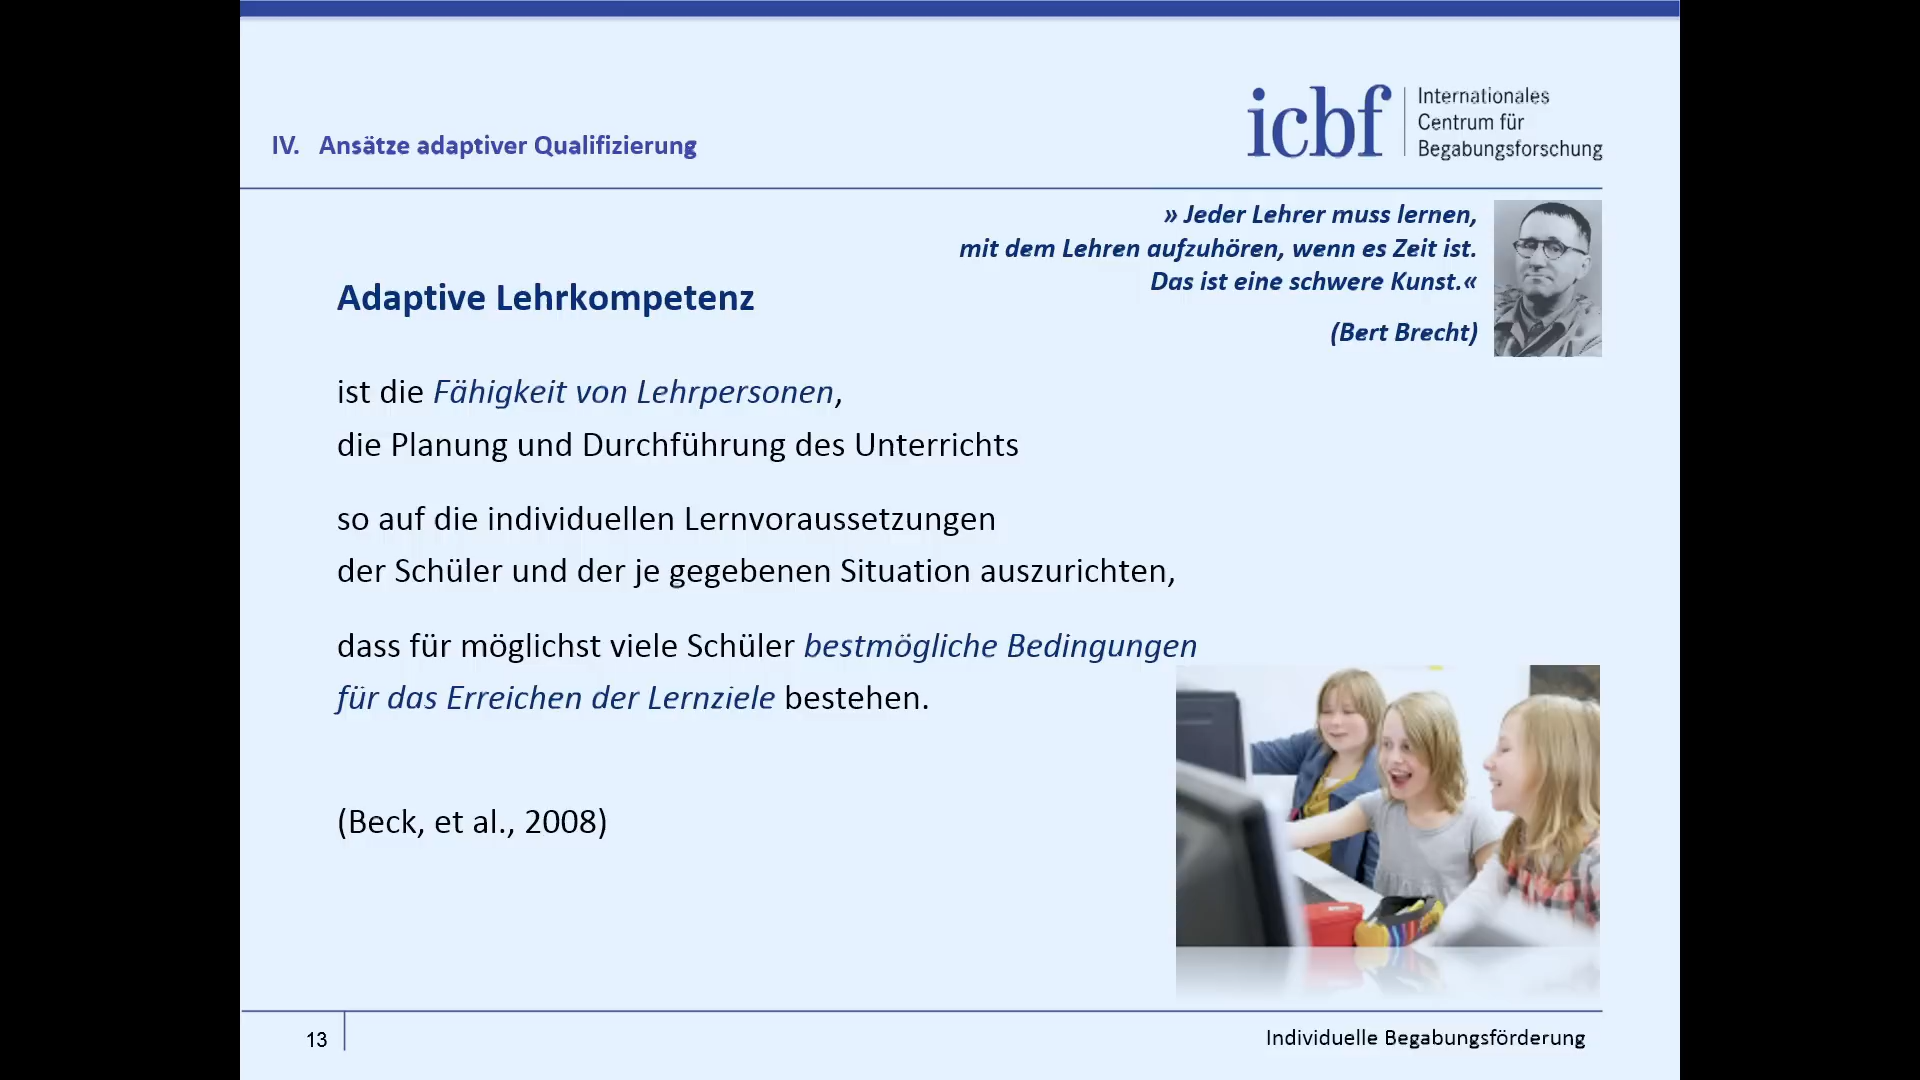 IV. Ansätze adaptiver Qualifizierung
icbf
Internationales
Centrum für
Begabungsforschung
» Jeder Lehrer muss lernen,
mit dem Lehren aufzuhören, wenn es Zeit ist.
Das ist eine schwere Kunst.«
(Bert Brecht)
Adaptive Lehrkompetenz
ist die Fähigkeit von Lehrpersonen,
die Planung und Durchführung des Unterrichts
so auf die individuellen Lernvoraussetzungen
der Schüler und der je gegebenen Situation auszurichten,
dass für möglichst viele Schüler bestmögliche Bedingungen
für das Erreichen der Lernziele bestehen.
(Beck, et al., 2008)
13
Individuelle Begabungsförderung